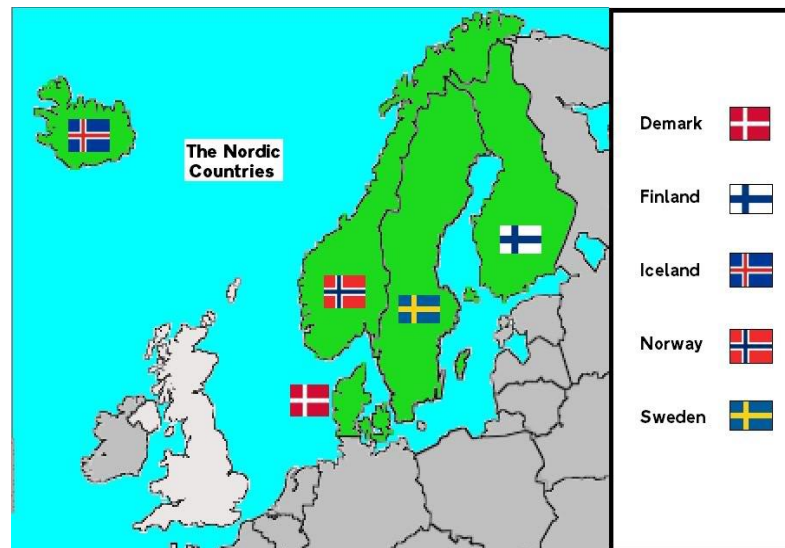 The Nordic
Countries
Demark
Finland
Iceland
Norway
Sweden